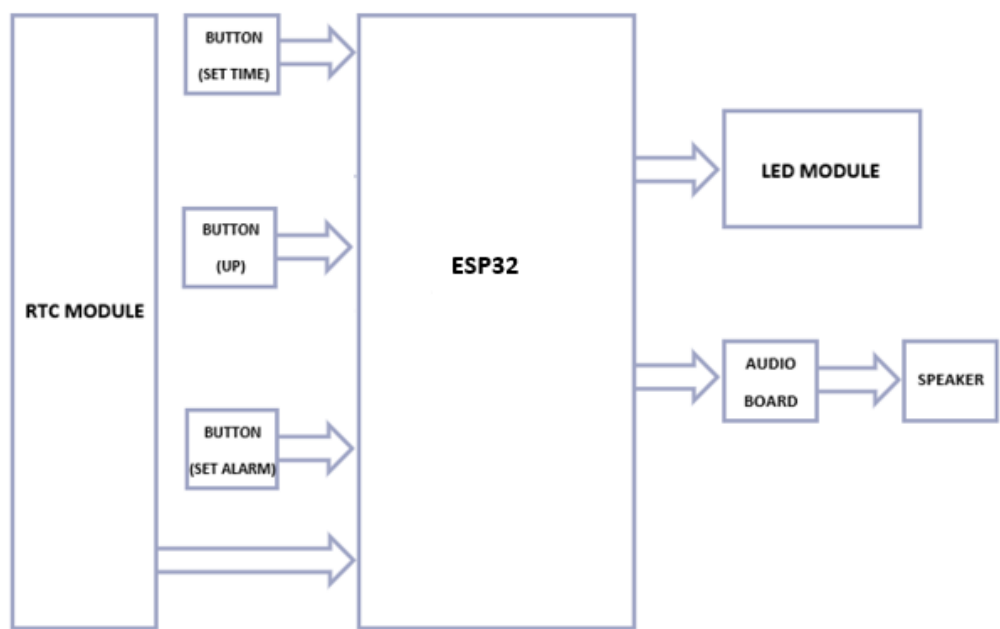 RTC MODULE
BUTTON
(SET TIME)
BUTTON
(UP)
BUTTON
(SET ALARM)
ESP32
LED MODULE
AUDIO
BOARD
SPEAKER